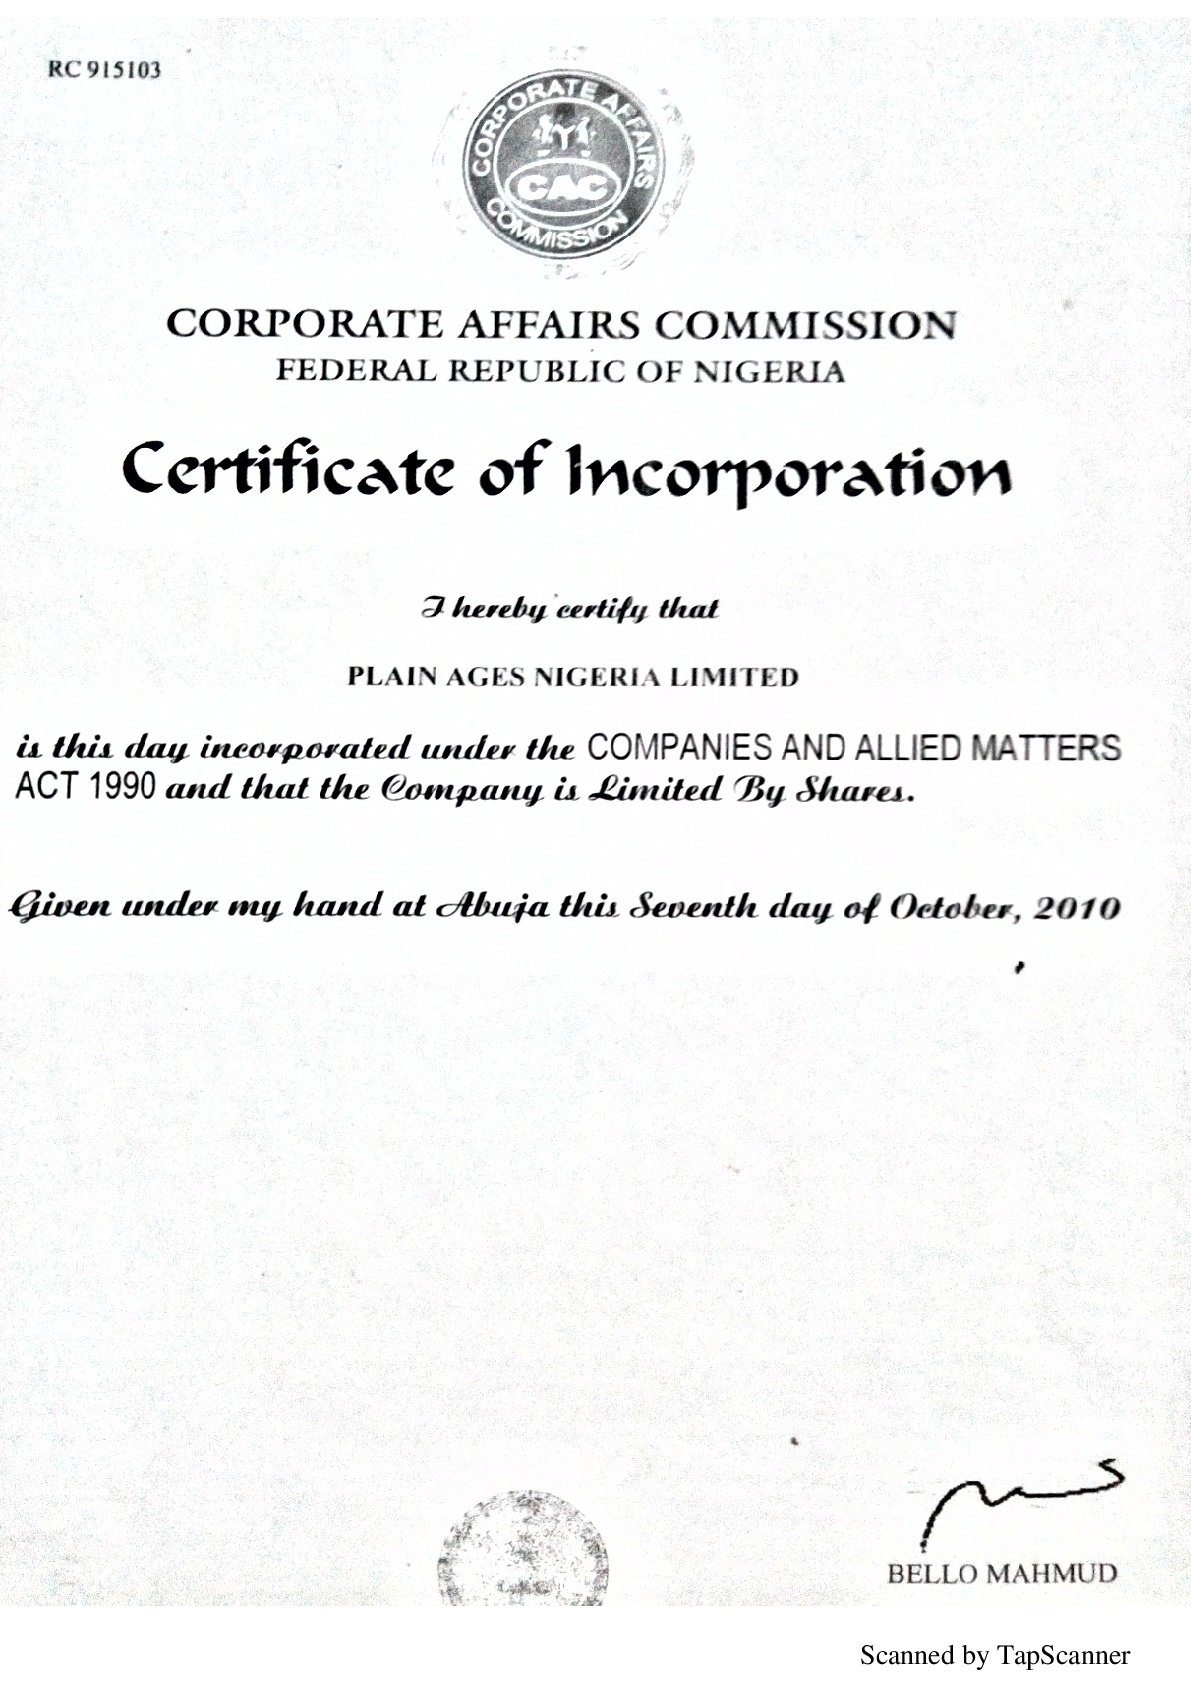 RC 915103
CORPORATE AFFAIRS
CAC
COMMISSION
CORPORATE AFFAIRS COMMISSION
FEDERAL REPUBLIC OF NIGERIA
Certificate of Incorporation
I hereby certify that
PLAIN AGES NIGERIA LIMITED
is this day incorporated under the COMPANIES AND ALLIED MATTERS
ACT 1990 and that the Company is Limited By Shares.
Given under my hand at Abuja this Seventh day of October, 2010
BELLO MAHMUD
Scanned by TapScanner